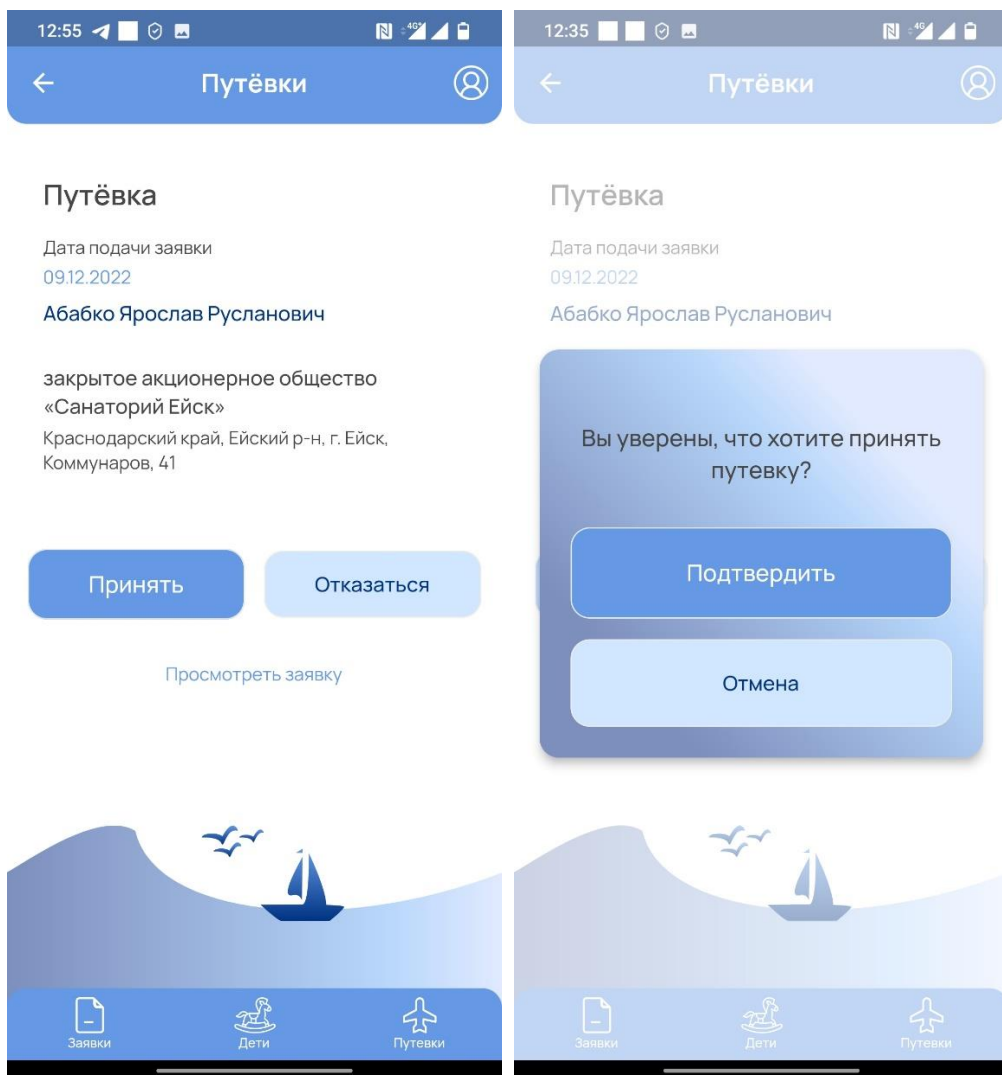 12:55
4G
Путёвки
Путёвка
Дата подачи заявки
09.12.2022
Абабко Ярослав Русланович
закрытое акционерное общество
«Санаторий Ейск»
Краснодарский край, Ейский р-н, г. Ейск,
Коммунаров, 41
Принять
Отказаться
Просмотреть заявку
Заявки
Дети
Путевки
12:35
4G
Путёвки
Путёвка
Дата подачи заявки
09.12.2022
Абабко Ярослав Русланович
Вы уверены, что хотите принять
путевку?
Подтвердить
Отмена
Заявки
Дети
Путевки